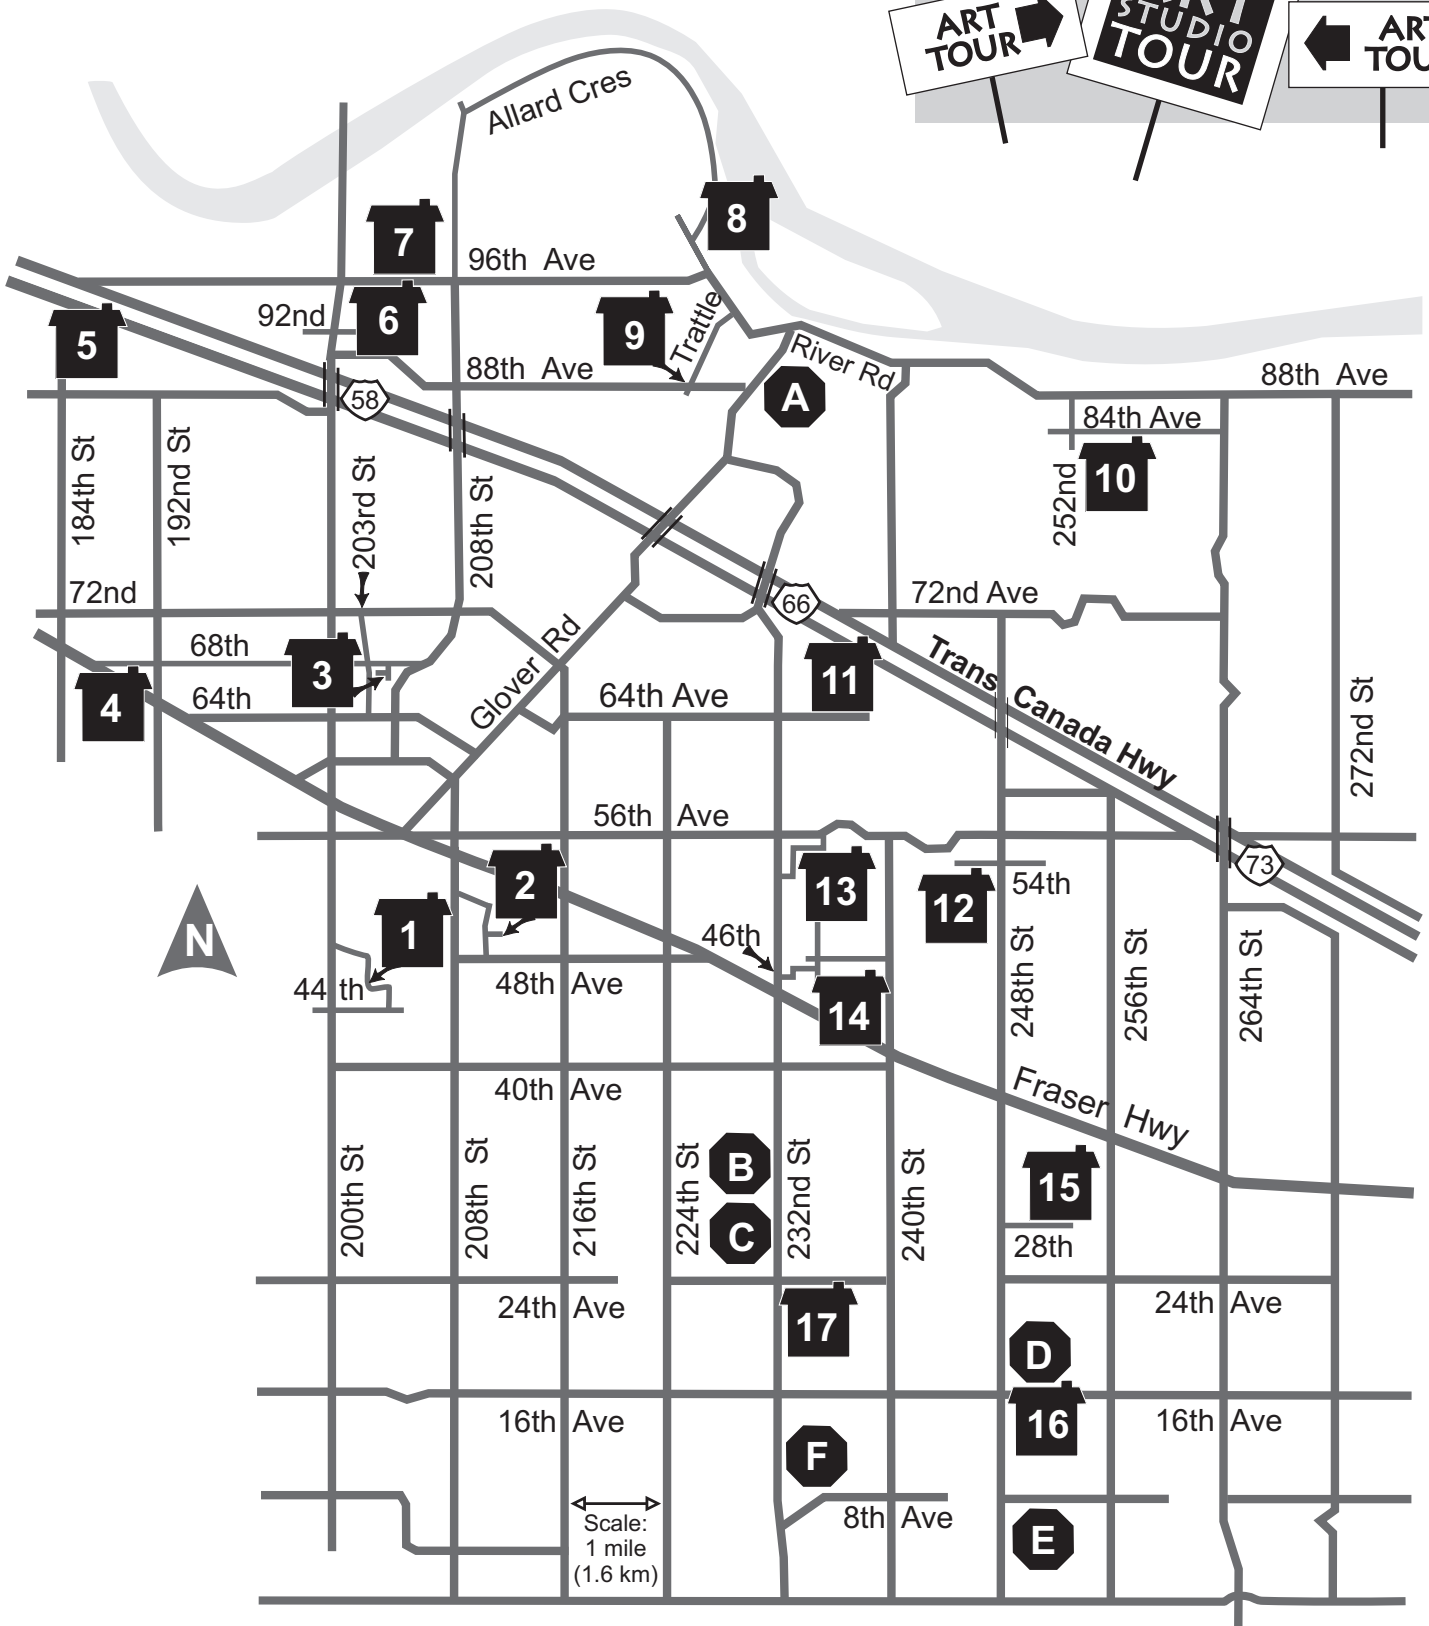 ART
TOUR
STUDIO
TOUR
Allard Cres
8
7
96th Ave
92nd
6
9
Trattle
5
River Rd
88th Ave
88th Ave
A
58
84th Ave
10
184th St
192nd St
203rd St
208th St
252nd
72nd
66
72nd Ave
68th
3
Glover Rd
11
Trans Canada Hwy
4
64th
64th Ave
272nd St
56th Ave
73
2
13
54th
12
N
1
46th
44 th
48th Ave
14
248th St
256th St
264th St
40th Ave
Fraser Hwy
200th St
208th St
216th St
224th St
B
232nd St
240th St
15
C
28th
24th Ave
24th Ave
17
D
16th Ave
16
16th Ave
F
Scale:
1 mile
(1.6 km)
8th Ave
E